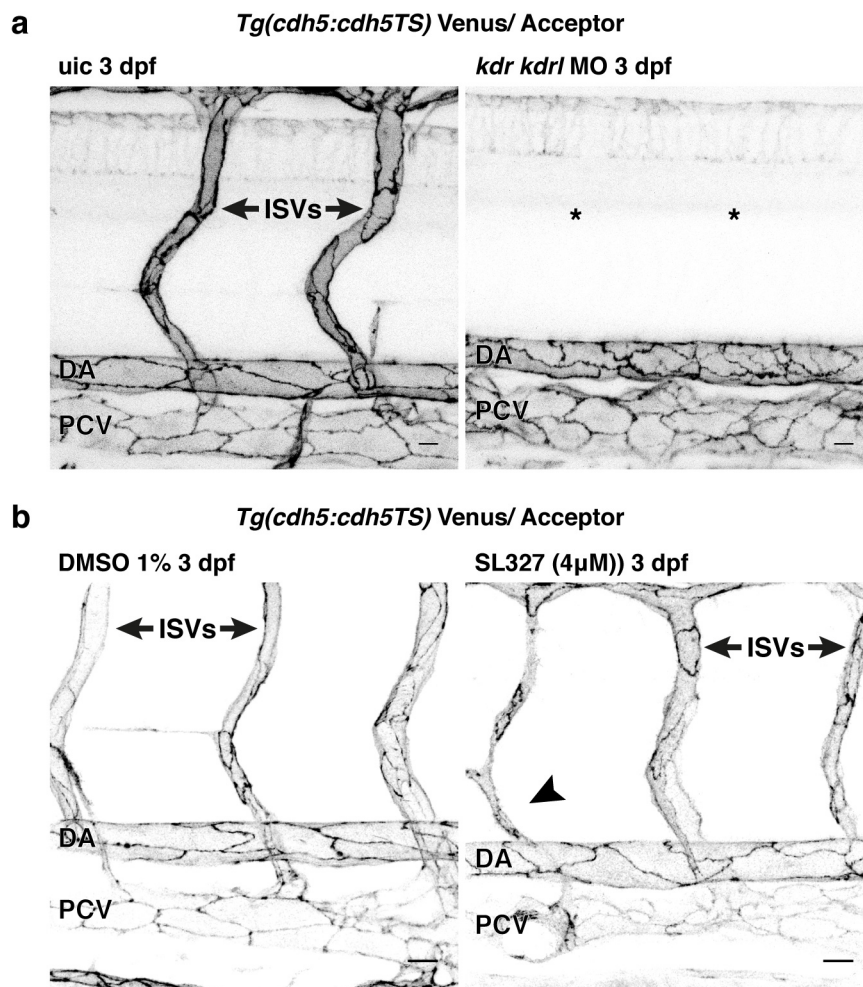 a
Tg(cdh5:cdh5TS) Venus/ Acceptor
uic 3 dpf
kdr kdrl MO 3 dpf
ISVs
* *
DA
PCV
DA
PCV
b
Tg(cdh5:cdh5TS) Venus/ Acceptor
DMSO 1% 3 dpf
SL327 (4µM)) 3 dpf
ISVs
ISVs
DA
PCV
DA
PCV